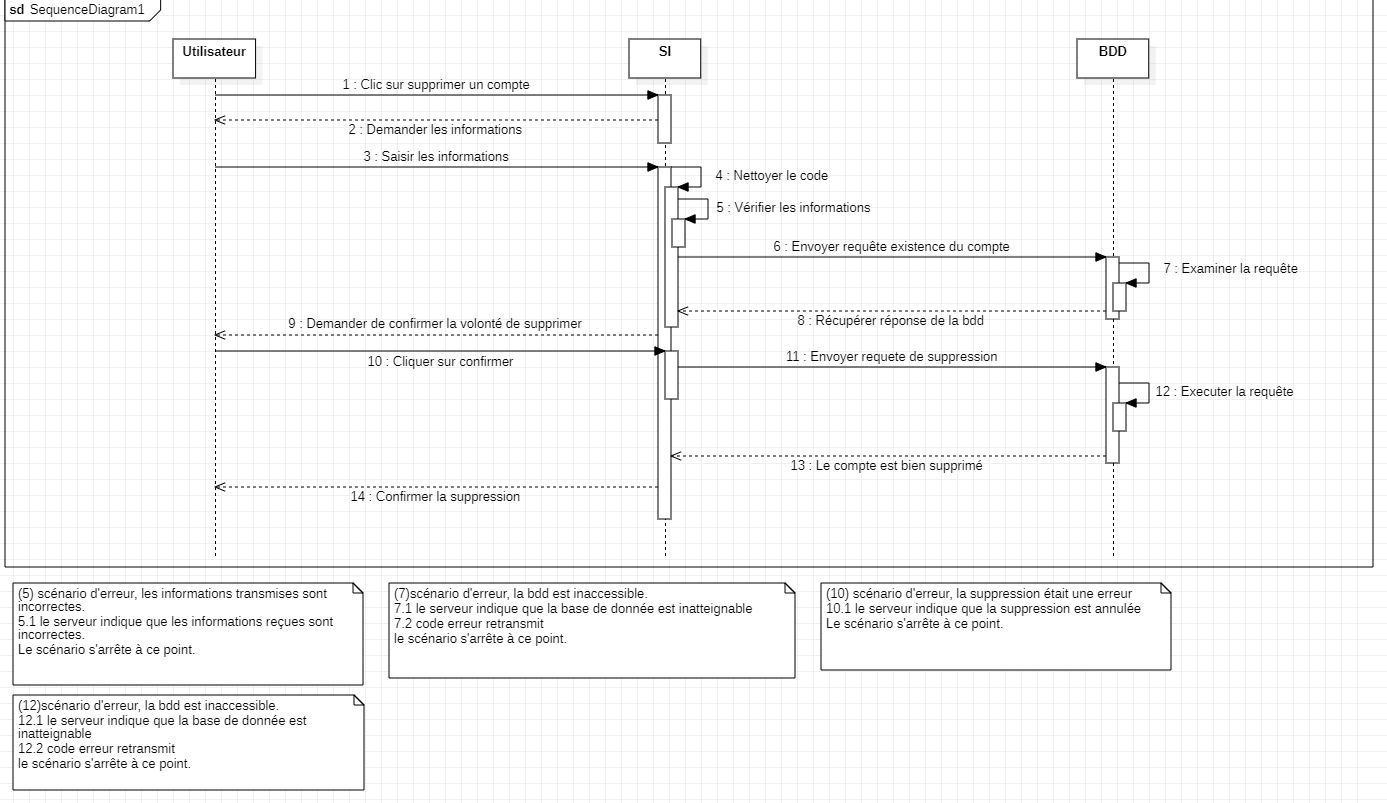 sd SequenceDiagram1
Utilisateur
SI
BDD
1 : Clic sur supprimer un compte
2 : Demander les informations
3 : Saisir les informations
4 : Nettoyer le code
5 : Vérifier les informations
6 : Envoyer requête existence du compte
7 : Examiner la requête
8 : Récupérer réponse de la bdd
9 : Demander de confirmer la volonté de supprimer
10 : Cliquer sur confirmer
11 : Envoyer requete de suppression
12 : Executer la requête
13 : Le compte est bien supprimé
14 : Confirmer la suppression
(5) scénario d'erreur, les informations transmises sont
incorrectes.
5.1 le serveur indique que les informations reçues sont
incorrectes.
Le scénario s'arrête à ce point.
(7)scénario d'erreur, la bdd est inaccessible.
7.1 le serveur indique que la base de donnée est inatteignable
7.2 code erreur retransmit
le scénario s'arrête à ce point.
(10) scénario d'erreur, la suppression était une erreur
10.1 le serveur indique que la suppression est annulée
Le scénario s'arrête à ce point.
(12)scénario d'erreur, la bdd est inaccessible.
12.1 le serveur indique que la base de donnée est
inatteignable
12.2 code erreur retransmit
le scénario s'arrête à ce point.